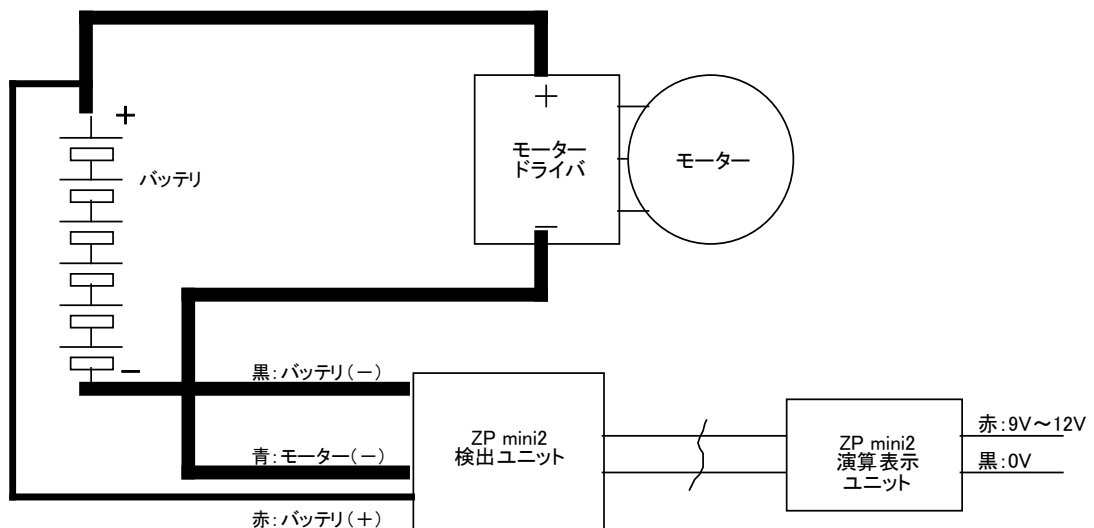 +
バッテリ
−
+
モーター
ドライバ
−
モーター
黒:バッテリ(−)
青:モーター(−)
赤:バッテリ(+)
ZP mini2
検出ユニット
ZP mini2
演算表示
ユニット
赤:9V~12V
黒:0V